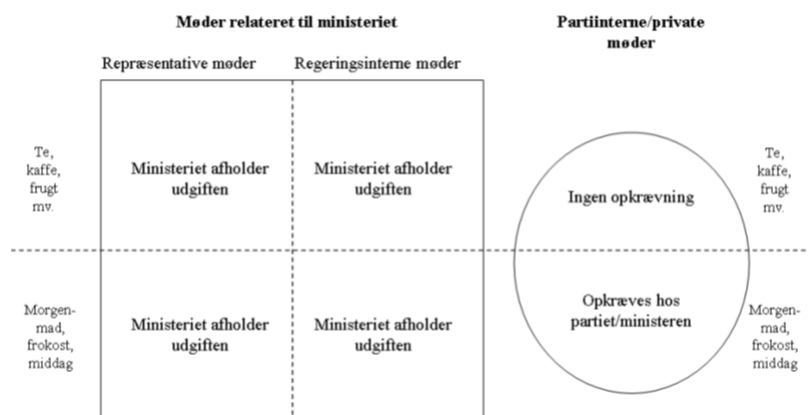 Møder relateret til ministeriet
Partiinterne/private
møder
Repræsentative møder
Regeringsinterne møder
Te,
kaffe,
frugt
mv.
Ministeriet afholder
udgiften
Ministeriet afholder
udgiften
Ingen opkrævning
Te,
kaffe,
frugt
mv.
Morgen-
mad,
frokost,
middag
Ministeriet afholder
udgiften
Ministeriet afholder
udgiften
Opkræves hos
partiet/ministeren
Morgen-
mad,
frokost,
middag